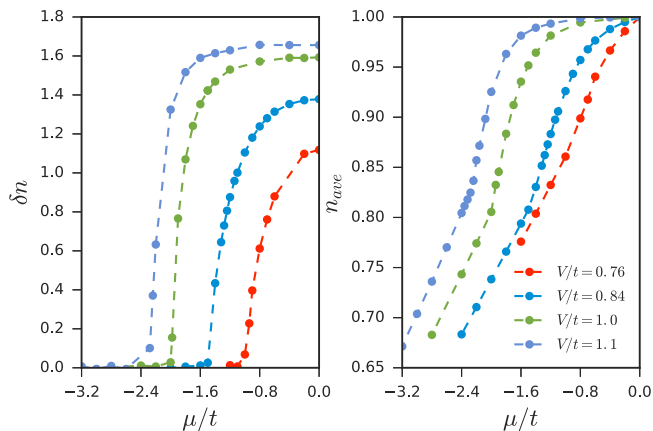 1.8
1.6
1.4
1.2
1.0
0.8
0.6
0.4
0.2
0.0
δn
−3.2 −2.4 −1.6 −0.8 0.0
μ/t
1.00
0.95
0.90
0.85
0.80
0.75
0.70
0.65
n_ave
−3.2 −2.4 −1.6 −0.8 0.0
μ/t
V/t = 0.76
V/t = 0.84
V/t = 1.0
V/t = 1.1